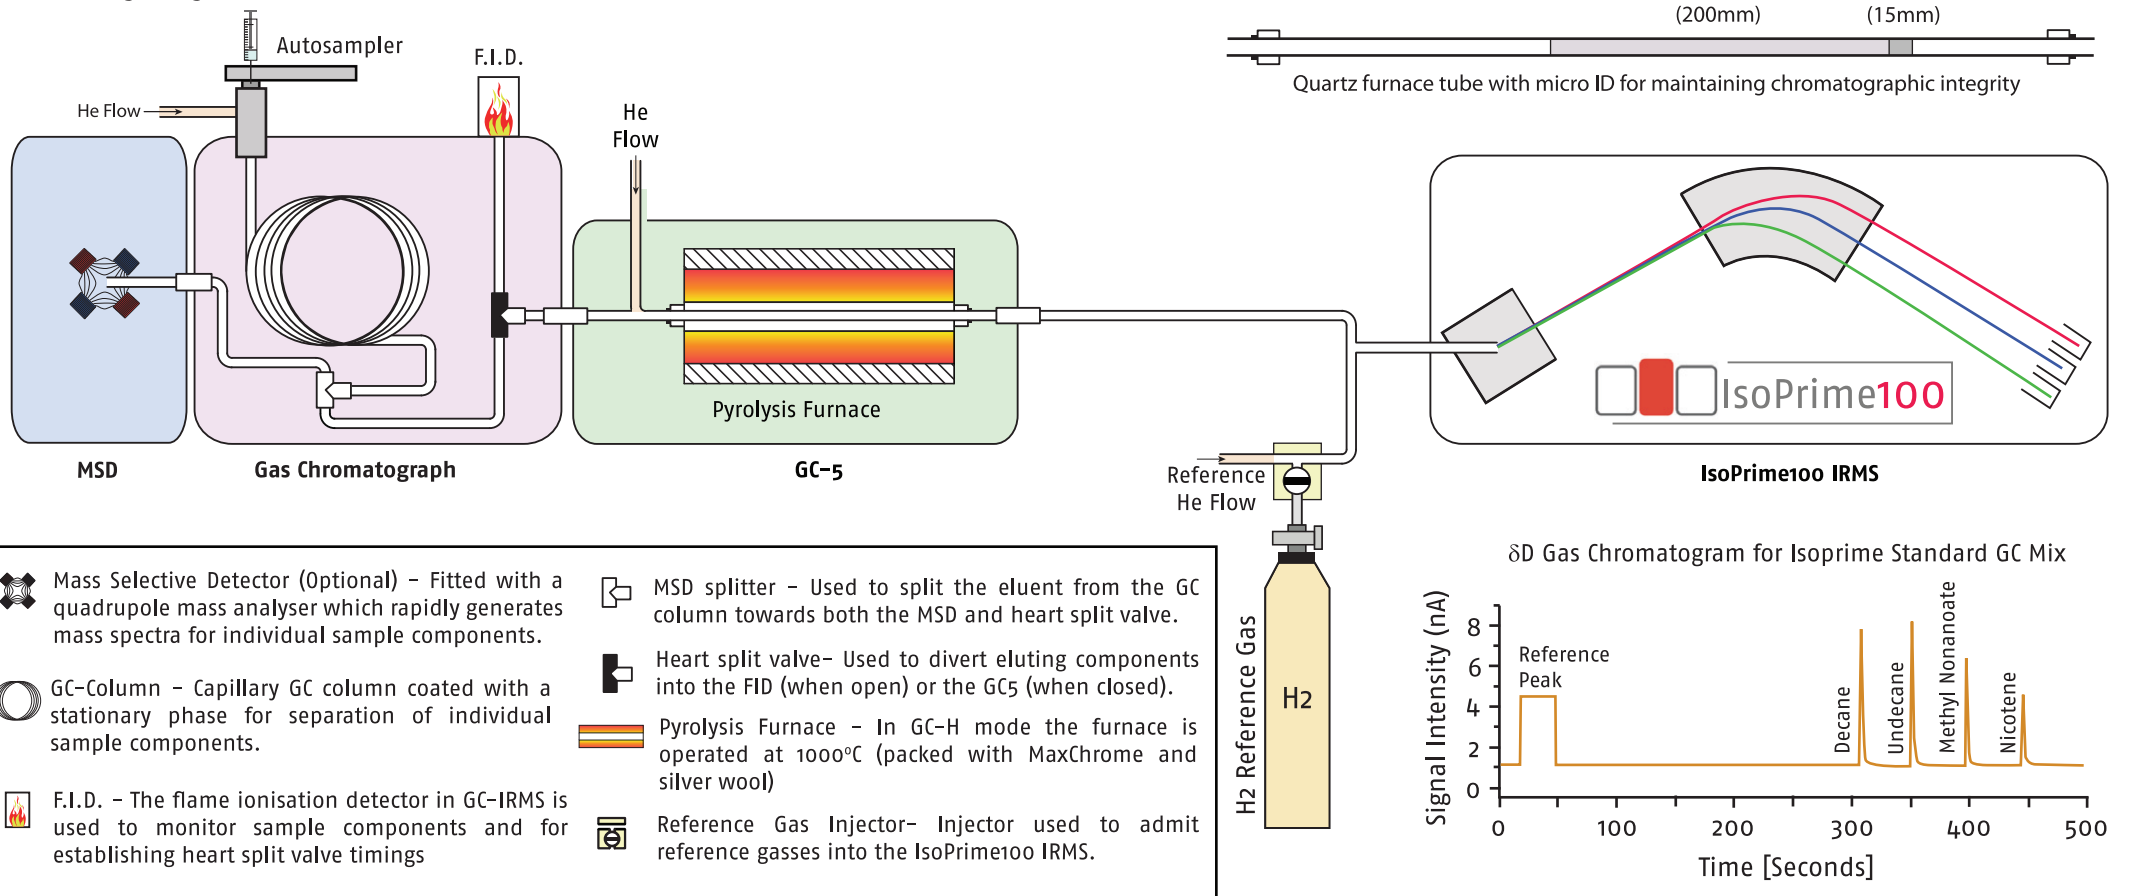 (200mm)
(15mm)
Quartz furnace tube with micro ID for maintaining chromatographic integrity
Autosampler
F.I.D.
He Flow
He
Flow
Pyrolysis Furnace
MSD
Gas Chromatograph
GC-5
IsoPrime100
IsoPrime100 IRMS
Reference
He Flow
H2 Reference Gas
H2
Mass Selective Detector (Optional) - Fitted with a
quadrupole mass analyser which rapidly generates
mass spectra for individual sample components.
GC-Column - Capillary GC column coated with a
stationary phase for separation of individual
sample components.
F.I.D. - The flame ionisation detector in GC-IRMS is
used to monitor sample components and for
establishing heart split valve timings
MSD splitter - Used to split the eluent from the GC
column towards both the MSD and heart split valve.
Heart split valve- Used to divert eluting components
into the FID (when open) or the GC5 (when closed).
Pyrolysis Furnace - In GC-H mode the furnace is
operated at 1000°C (packed with MaxChrome and
silver wool)
Reference Gas Injector- Injector used to admit
reference gasses into the IsoPrime100 IRMS.
δD Gas Chromatogram for Isoprime Standard GC Mix
Signal Intensity (nA)
8
6
4
2
0
Reference
Peak
Decane
Undecane
Methyl Nonanoate
Nicotene
0
100
200
300
400
500
Time [Seconds]